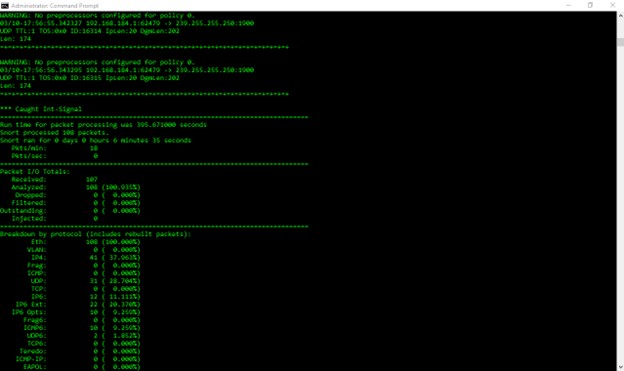 Administrator: Command Prompt
WARNING: No preprocessors configured for policy 0.
03/10-17:56:55.342327 192.168.184.1:62479 -> 239.255.255.250:1900
UDP TTL:1 TOS:0x0 ID:16314 IpLen:20 DgmLen:202
Len: 174
=+=+=+=+=+=+=+=+=+=+=+=+=+=+=+=+=+=+=+=+=+=+=+=+=+=+=+=+=+=+=+=+=+=+=+=+=+
WARNING: No preprocessors configured for policy 0.
03/10-17:56:56.343295 192.168.184.1:62479 -> 239.255.255.250:1900
UDP TTL:1 TOS:0x0 ID:16315 IpLen:20 DgmLen:202
Len: 174
=+=+=+=+=+=+=+=+=+=+=+=+=+=+=+=+=+=+=+=+=+=+=+=+=+=+=+=+=+=+=+=+=+=+=+=+=+
*** Caught Int-Signal
===============================================================================
Run time for packet processing was 395.671000 seconds
Snort processed 108 packets.
Snort ran for 0 days 0 hours 6 minutes 35 seconds
Pkts/min: 18
Pkts/sec: 0
===============================================================================
Packet I/O Totals:
Received: 107
Analyzed: 108 (100.935%)
Dropped: 0 ( 0.000%)
Filtered: 0 ( 0.000%)
Outstanding: 0 ( 0.000%)
Injected: 0
===============================================================================
Breakdown by protocol (includes rebuilt packets):
Eth: 108 (100.000%)
VLAN: 0 ( 0.000%)
IP4: 41 ( 37.963%)
Frag: 0 ( 0.000%)
ICMP: 0 ( 0.000%)
UDP: 31 ( 28.704%)
TCP: 0 ( 0.000%)
IP6: 12 ( 11.111%)
IP6 Ext: 22 ( 20.370%)
IP6 Opts: 10 ( 9.259%)
Frag6: 0 ( 0.000%)
ICMP6: 10 ( 9.259%)
UDP6: 2 ( 1.852%)
TCP6: 0 ( 0.000%)
Teredo: 0 ( 0.000%)
ICMP-IP: 0 ( 0.000%)
EAPOL: 0 ( 0.000%)